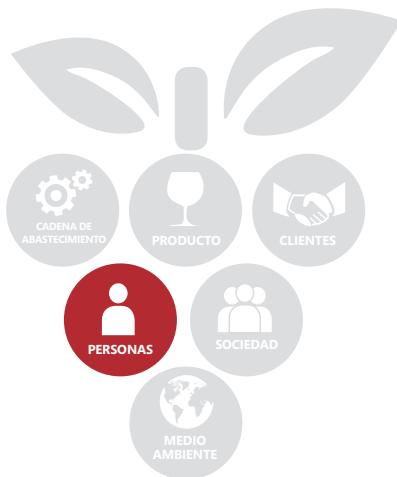 CADENA DE
ABASTECIMIENTO
PRODUCTO
CLIENTES
PERSONAS
SOCIEDAD
MEDIO
AMBIENTE